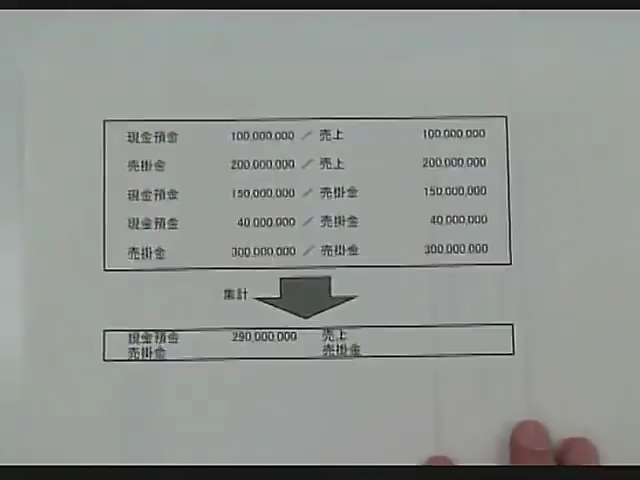 現金預金 100,000,000 / 売上 100,000,000
売掛金 200,000,000 / 売上 200,000,000
現金預金 150,000,000 / 売掛金 150,000,000
現金預金 40,000,000 / 売掛金 40,000,000
売掛金 300,000,000 / 売掛金 300,000,000
集計
現金預金 290,000,000 売上
売掛金 売掛金